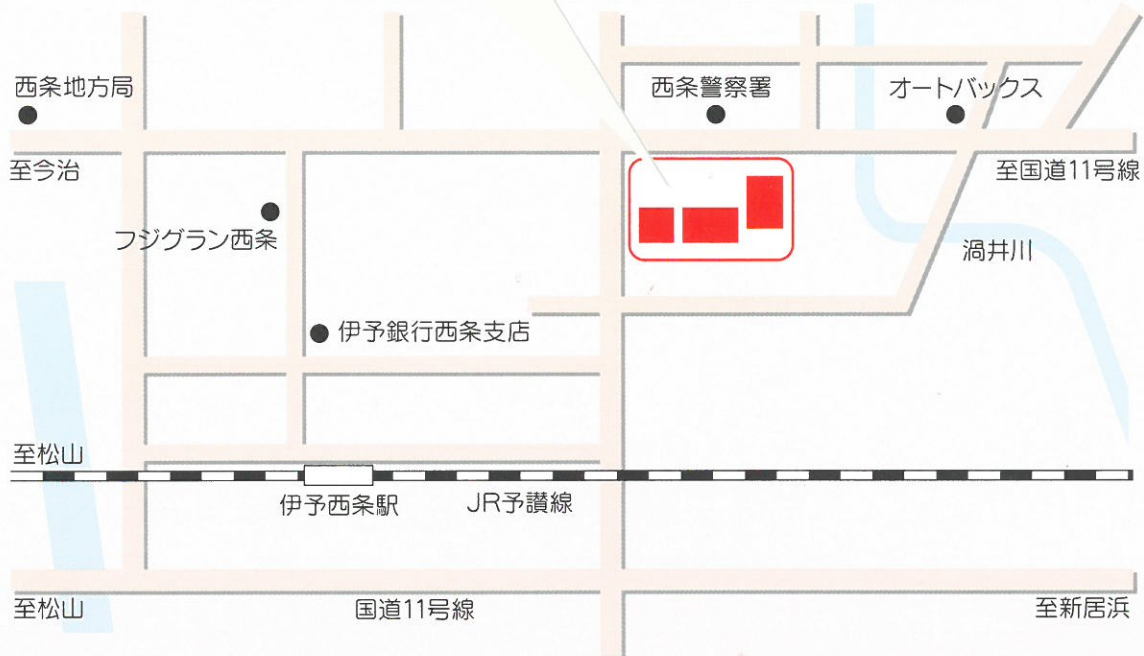 西条地方局
西条警察署
オートバックス
至今治
至国道11号線
フジグラン西条
渦井川
伊予銀行西条支店
至松山
伊予西条駅
JR予讃線
至松山
国道11号線
至新居浜